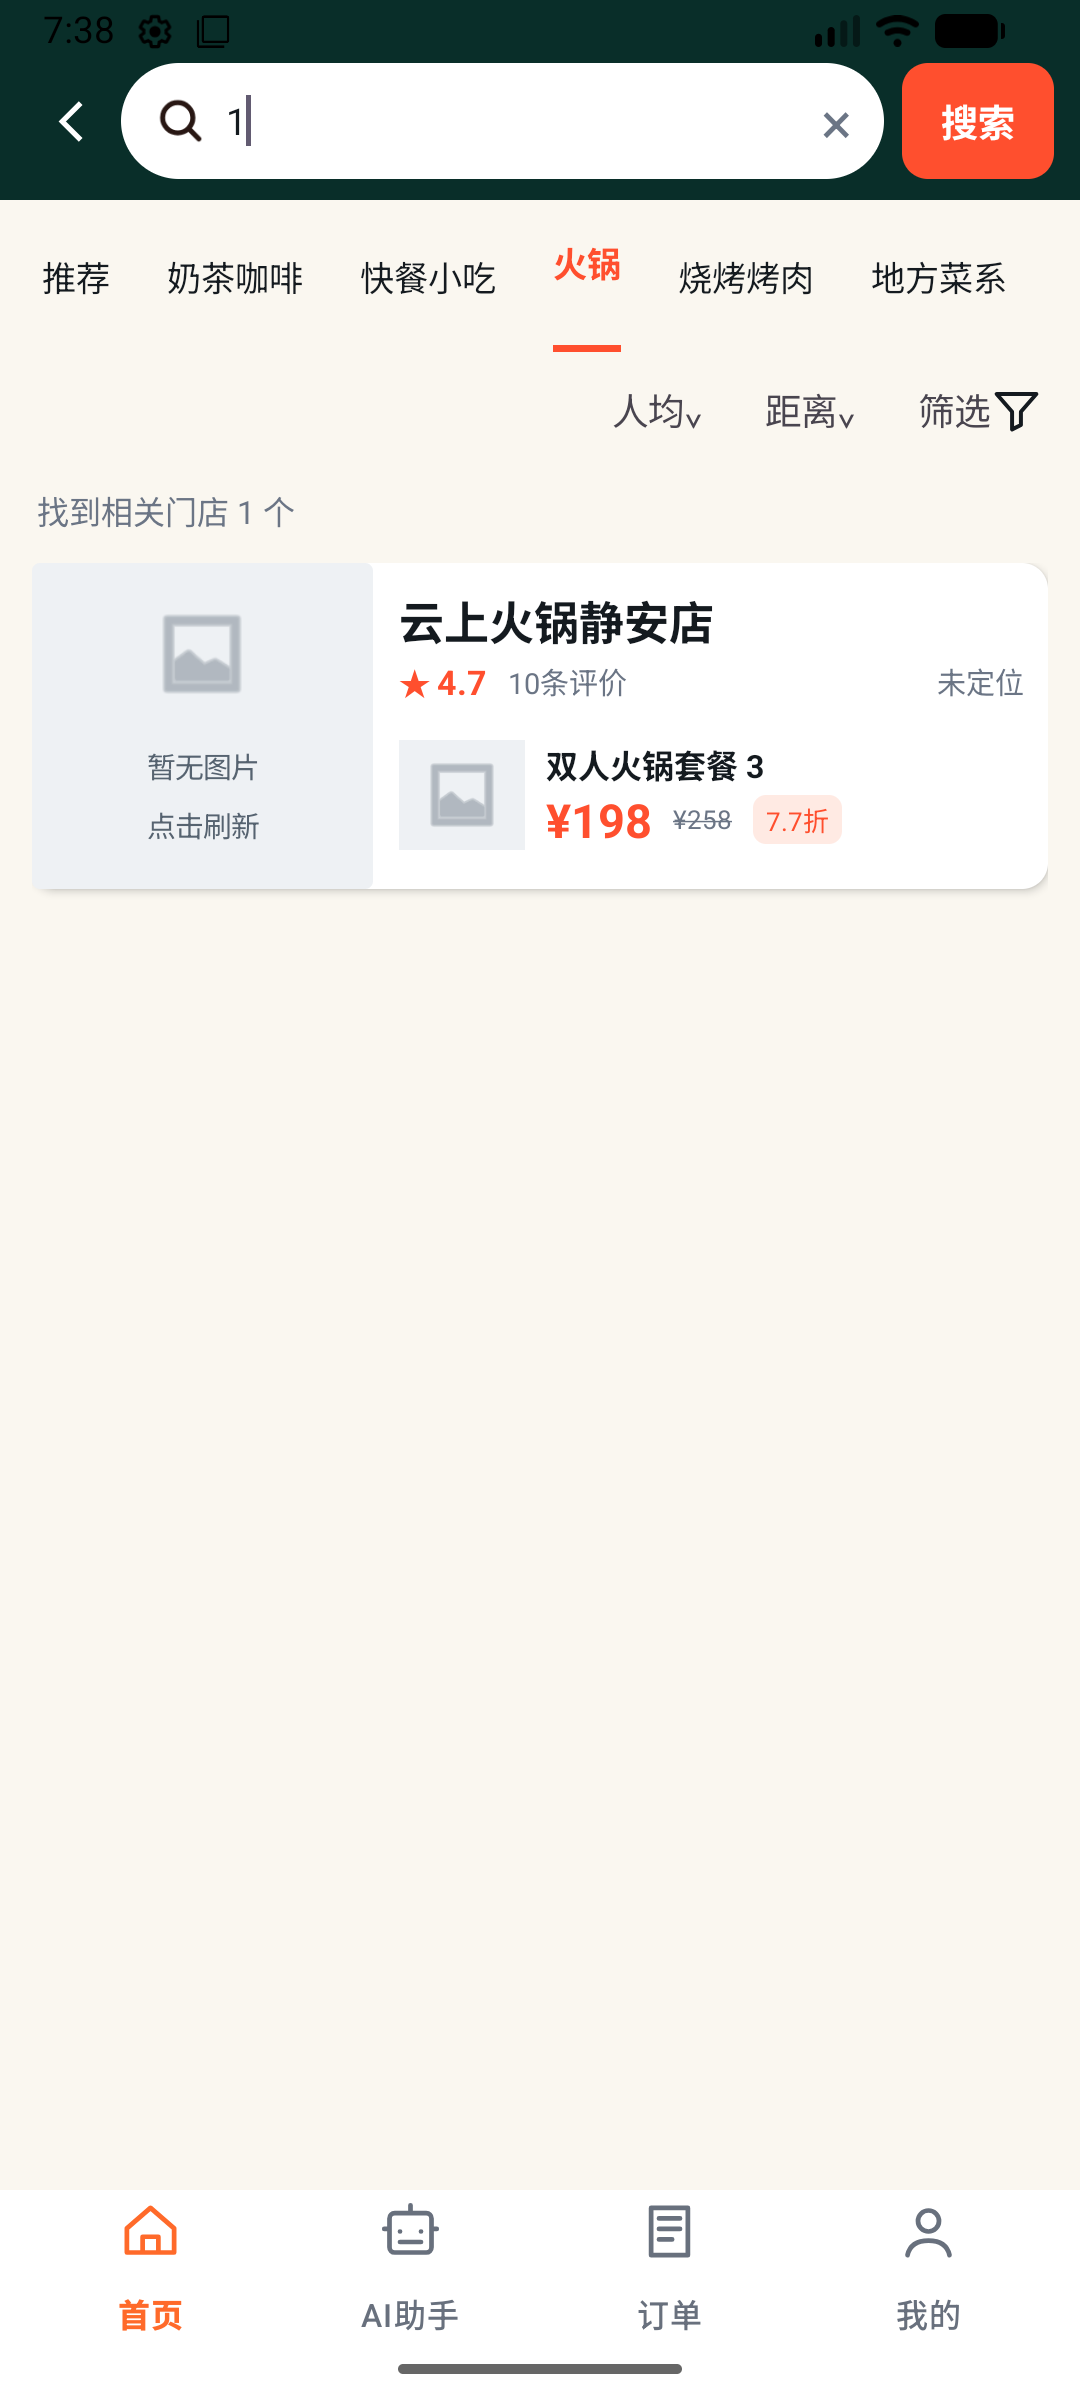 7:38
1
搜索
推荐 奶茶咖啡 快餐小吃 火锅 烧烤烤肉 地方菜系
人均 距离 筛选
找到相关门店 1 个
云上火锅静安店
★ 4.7 10条评价 未定位
暂无图片
点击刷新
双人火锅套餐 3
¥198 ¥258 7.7折
首页 AI助手 订单 我的